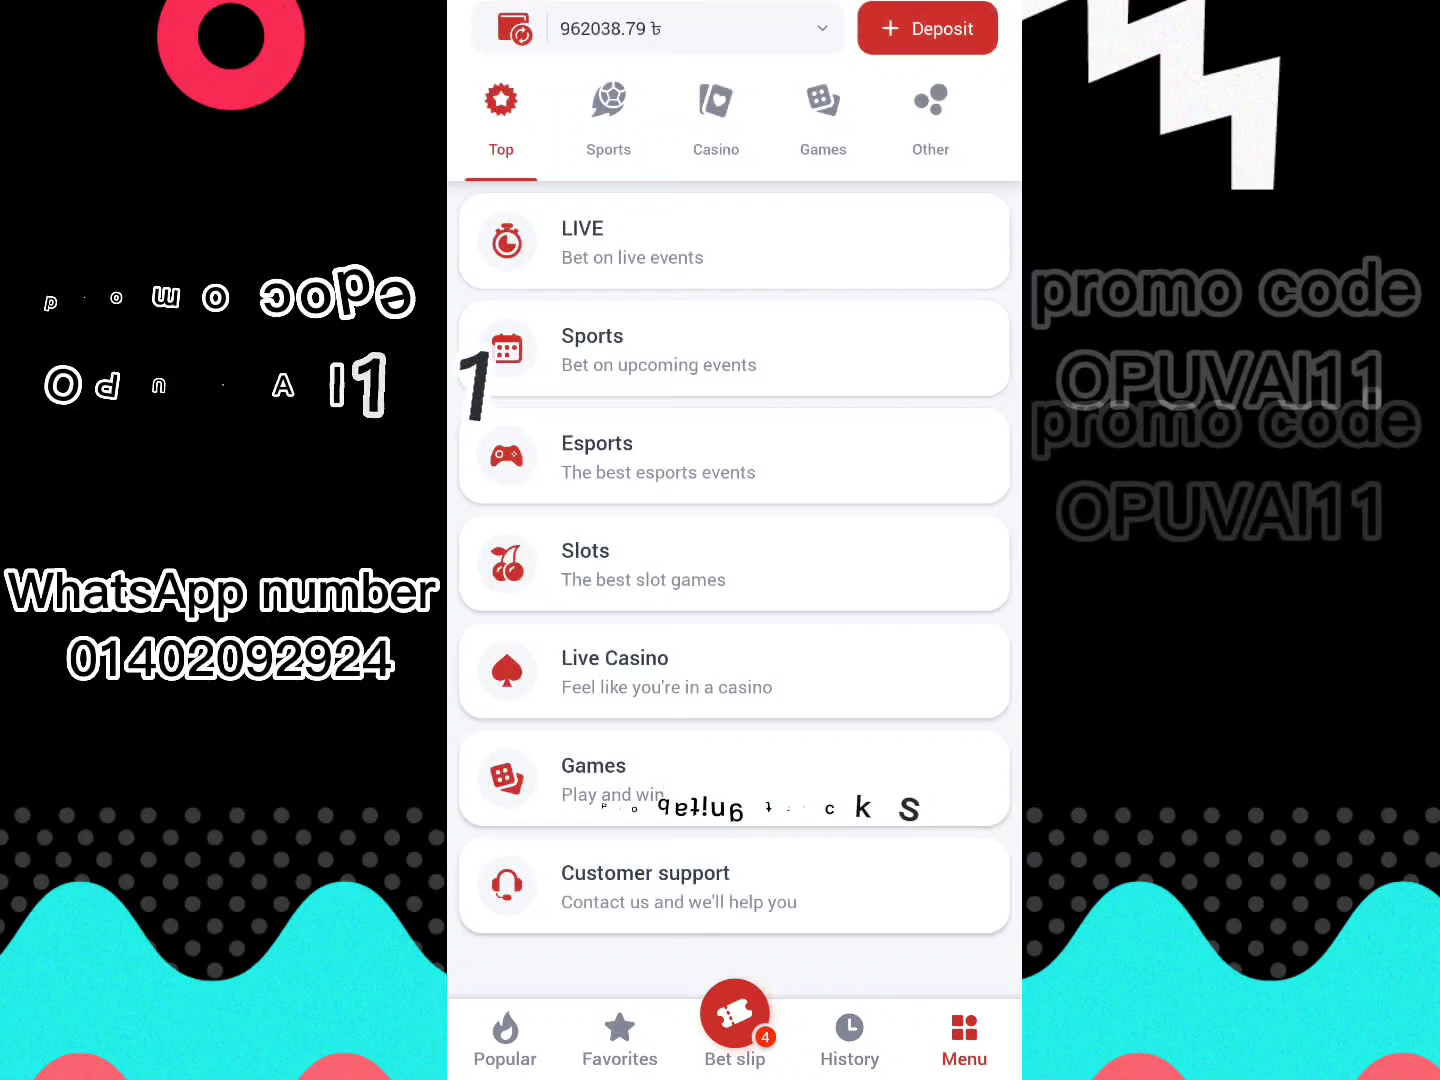 962038.79 ৳
+ Deposit
Top
Sports
Casino
Games
Other
LIVE
Bet on live events
Sports
Bet on upcoming events
Esports
The best esports events
Slots
The best slot games
Live Casino
Feel like you're in a casino
Games
Play and win
Customer support
Contact us and we'll help you
Popular
Favorites
Bet slip
4
History
Menu
WhatsApp number
01402092924
promo code
OPUVAI11
promo code
OPUVAI11
1